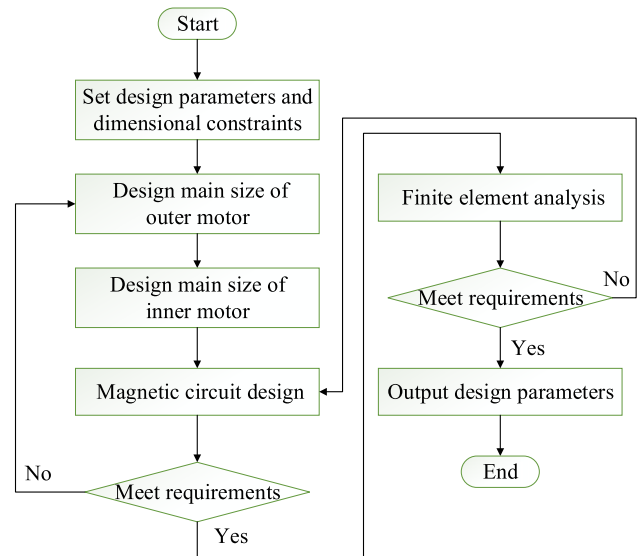 Start
Set design parameters and
dimensional constraints
Design main size of
outer motor
Design main size of
inner motor
Magnetic circuit design
Meet requirements
No
Yes
Finite element analysis
Meet requirements
No
Yes
Output design parameters
End